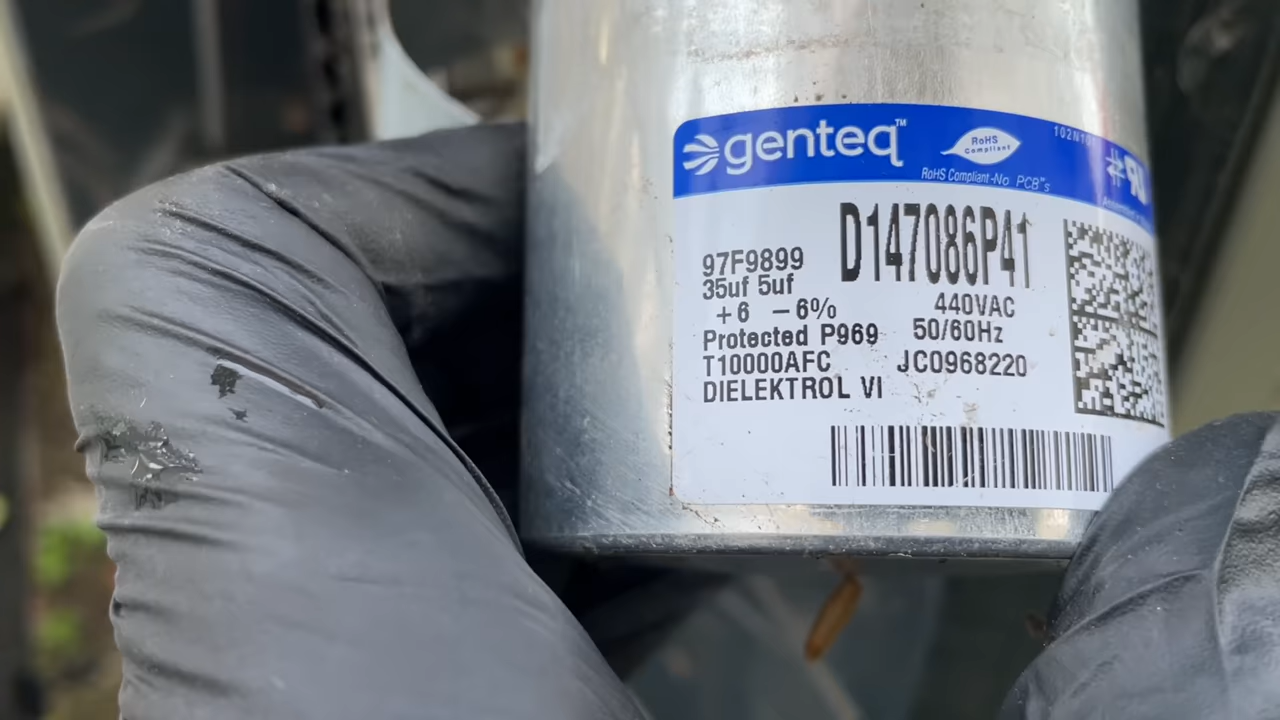 genteq™
RoHS
Compliant
RoHS Compliant-No PCB"s
D147086P41
97F9899
35uf 5uf
+6 -6%
440VAC
Protected P969
50/60Hz
T10000AFC
JC0968220
DIELEKTROL VI